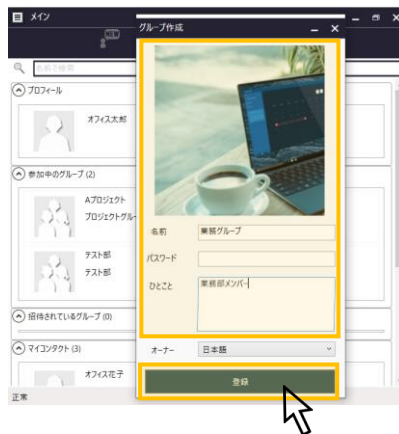 メイン
グループ作成
名前で検索
プロフィール
オフィス太郎
参加中のグループ (2)
Aプロジェクト
プロジェクトグルー
テスト部
テスト部
招待されているグループ (0)
マイコンタクト (3)
オフィス花子
正常
名前
業務グループ
パスワード
ひとこと
業務部メンバー
オーナー
日本語
登録